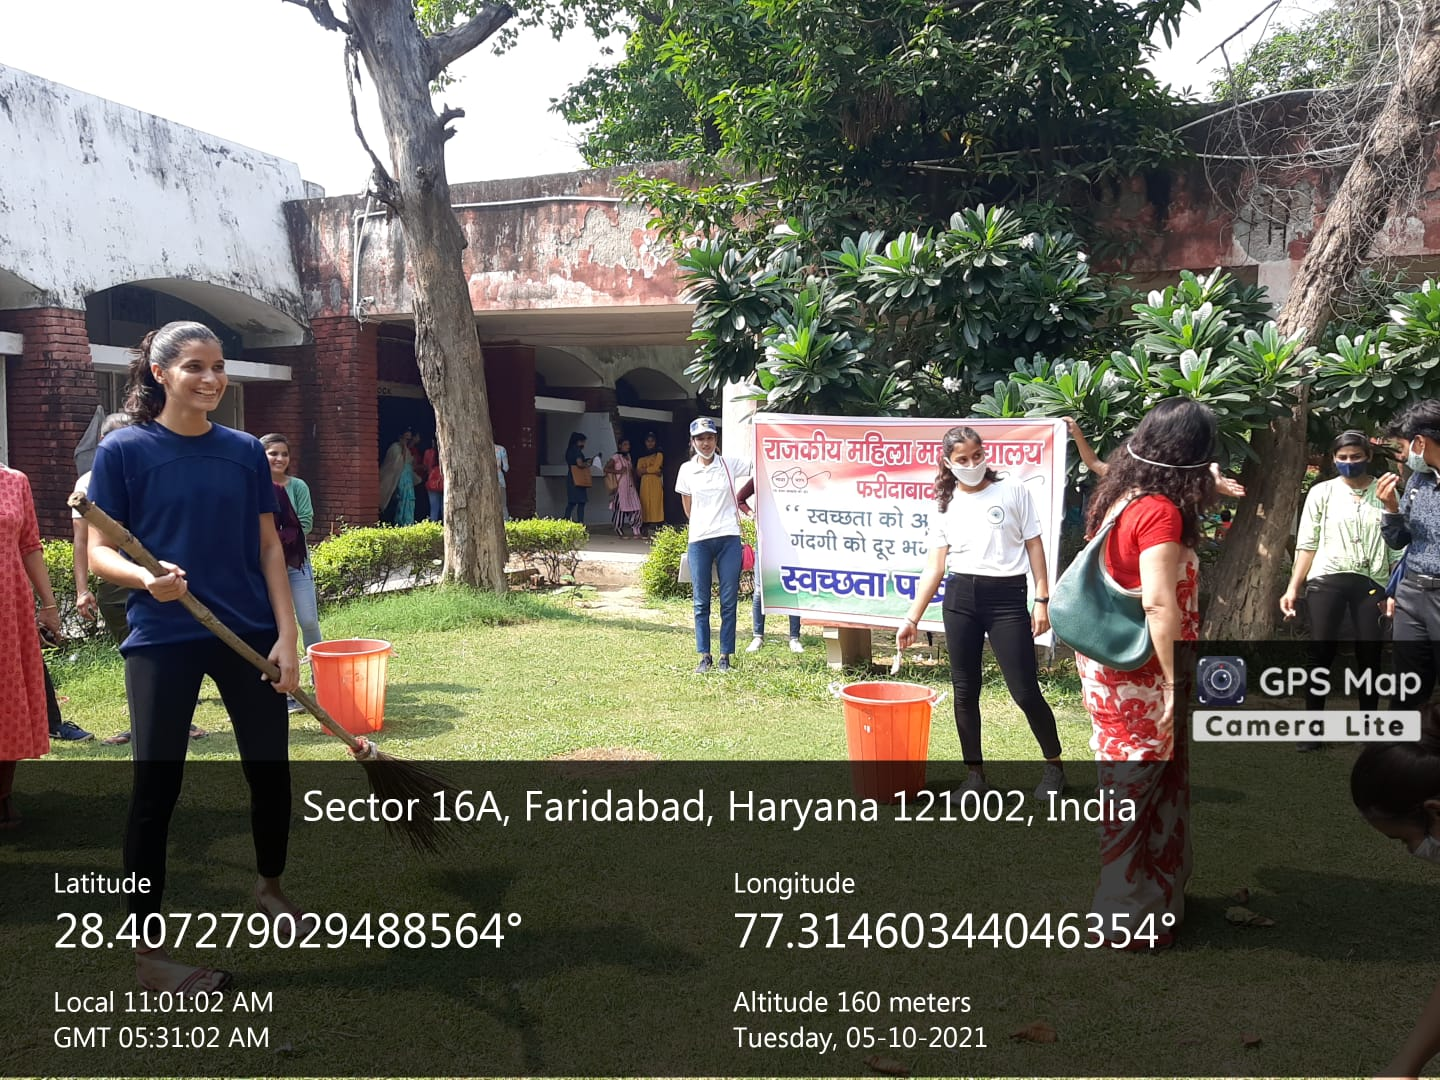 राजकीय महिला
फरीदाबाद
“ स्वच्छता को
गंदगी को दूर
स्वच्छता
GPS Map
Camera Lite
Sector 16A, Faridabad, Haryana 121002, India
Latitude
28.407279029488564°
Longitude
77.31460344046354°
Local 11:01:02 AM
GMT 05:31:02 AM
Altitude 160 meters
Tuesday, 05-10-2021